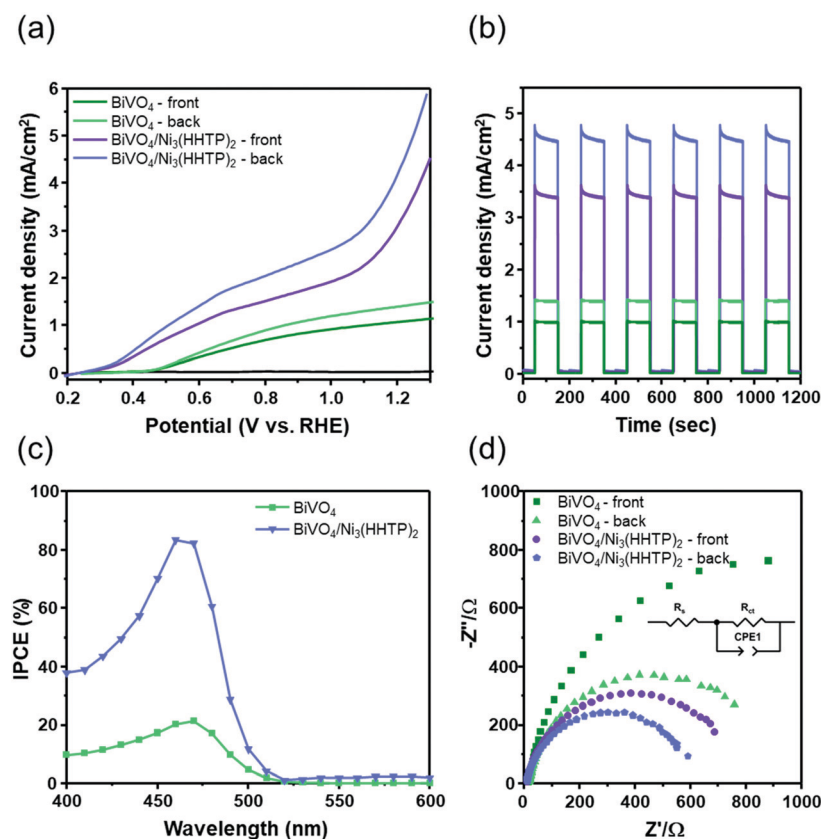 (a)
6
5
4
3
2
1
0
0.2 0.4 0.6 0.8 1.0 1.2
Current density (mA/cm²)
Potential (V vs. RHE)
BiVO₄ - front
BiVO₄ - back
BiVO₄/Ni₃(HHTP)₂ - front
BiVO₄/Ni₃(HHTP)₂ - back
(b)
5
4
3
2
1
0
0 200 400 600 800 1000 1200
Current density (mA/cm²)
Time (sec)
(c)
100
80
60
40
20
0
400 450 500 550 600
IPCE (%)
Wavelength (nm)
BiVO₄
BiVO₄/Ni₃(HHTP)₂
(d)
1000
800
600
400
200
0
0 200 400 600 800 1000
-Z"/Ω
Z'/Ω
BiVO₄ - front
BiVO₄ - back
BiVO₄/Ni₃(HHTP)₂ - front
BiVO₄/Ni₃(HHTP)₂ - back
Rs Rct
CPE1